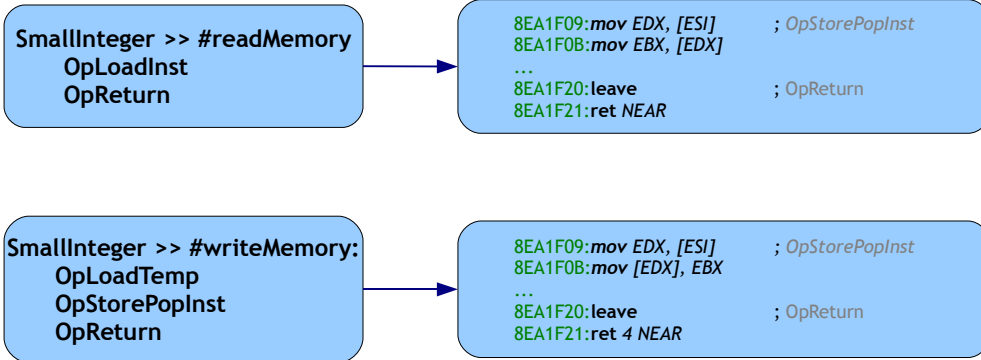 SmallInteger >> #readMemory
OpLoadInst
OpReturn
8EA1F09:mov EDX, [ESI] ; OpStorePopInst
8EA1F0B:mov EBX, [EDX]
...
8EA1F20:leave ; OpReturn
8EA1F21:ret NEAR
SmallInteger >> #writeMemory:
OpLoadTemp
OpStorePopInst
OpReturn
8EA1F09:mov EDX, [ESI] ; OpStorePopInst
8EA1F0B:mov [EDX], EBX
...
8EA1F20:leave ; OpReturn
8EA1F21:ret 4 NEAR